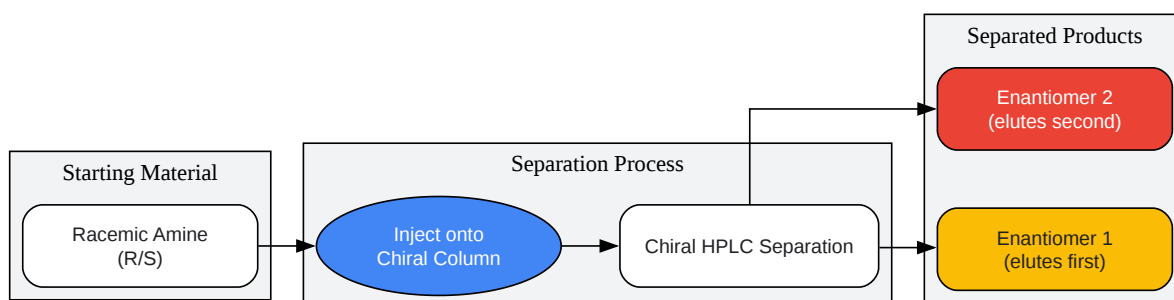 Starting Material
Racemic Amine
(R/S)
Separation Process
Inject onto
Chiral Column
Chiral HPLC Separation
Separated Products
Enantiomer 2
(elutes second)
Enantiomer 1
(elutes first)